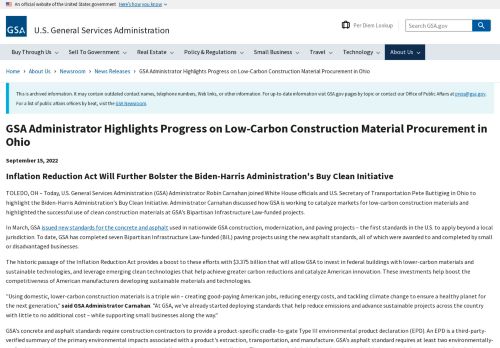 An official website of the United States government Here's how you know
GSA
U.S. General Services Administration
Per Diem Lookup
Search GSA.gov
Buy Through Us
Sell To Government
Real Estate
Policy & Regulations
Small Business
Travel
Technology
About Us
Home › About Us › Newsroom › News Releases › GSA Administrator Highlights Progress on Low-Carbon Construction Material Procurement in Ohio
This is archived information. It may contain outdated contact names, telephone numbers, Web links, or other information. For up-to-date information visit GSA.gov pages by topic or contact our Office of Public Affairs at press@gsa.gov.
For a list of public affairs officers by beat, visit the GSA Newsroom.
GSA Administrator Highlights Progress on Low-Carbon Construction Material Procurement in
Ohio
September 15, 2022
Inflation Reduction Act Will Further Bolster the Biden-Harris Administration's Buy Clean Initiative
TOLEDO, OH – Today, U.S. General Services Administration (GSA) Administrator Robin Carnahan joined White House officials and U.S. Secretary of Transportation Pete Buttigieg in Ohio to
highlight the Biden-Harris Administration's Buy Clean Initiative. Administrator Carnahan discussed how GSA is working to catalyze markets for low-carbon construction materials and
highlighted the successful use of clean construction materials at GSA's Bipartisan Infrastructure Law-funded projects.
In March, GSA issued new standards for the concrete and asphalt used in nationwide GSA construction, modernization, and paving projects – the first standards in the U.S. to apply beyond a local
jurisdiction. To date, GSA has completed seven Bipartisan Infrastructure Law-funded (BIL) paving projects using the new asphalt standards, all of which were awarded to and completed by small
or disadvantaged businesses.
The historic passage of the Inflation Reduction Act provides a boost to these efforts with $3.375 billion that will allow GSA to invest in federal buildings with lower-carbon materials and
sustainable technologies, and leverage emerging clean technologies that help achieve greater carbon reductions and catalyze American innovation. These investments help boost the
competitiveness of American manufacturers developing sustainable materials and technologies.
"Using domestic, lower-carbon construction materials is a triple win – creating good-paying American jobs, reducing energy costs, and tackling climate change to ensure a healthy planet for
the next generation," said GSA Administrator Carnahan. "At GSA, we've already started deploying standards that help reduce emissions and advance sustainable projects across the country
with little to no additional cost – while supporting small businesses along the way."
GSA's concrete and asphalt standards require construction contractors to provide a product-specific cradle-to-gate Type III environmental product declaration (EPD). An EPD is a third-party-
verified summary of the primary environmental impacts associated with a product's extraction, transportation, and manufacture. GSA's asphalt standard requires at least two environmentally-